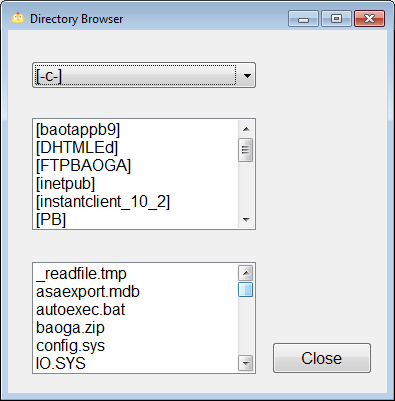 Directory Browser
[-c-]
[baotappb9]
[DHTMLEd]
[FTPBAOGA]
[inetpub]
[instantclient_10_2]
[PB]
_readfile.tmp
asaexport.mdb
autoexec.bat
baoga.zip
config.sys
IO.SYS
Close